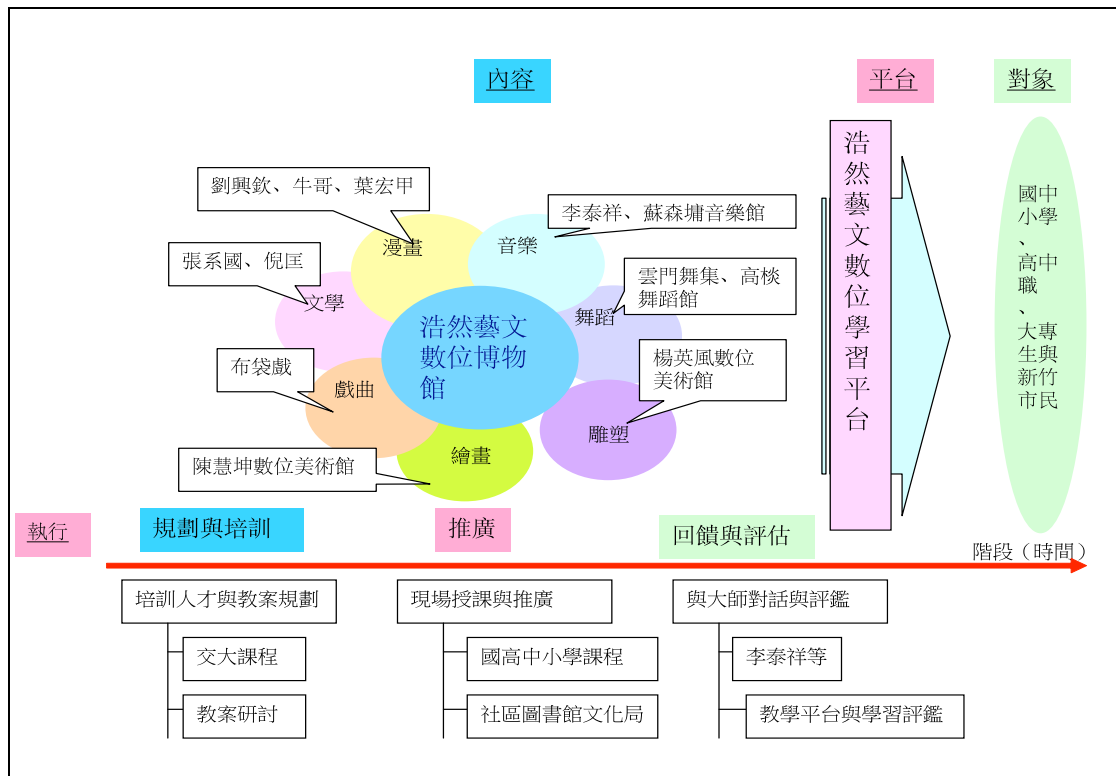 內容
平台
對象
劉興欽、牛哥、葉宏甲
漫畫
音樂
李泰祥、蘇森墉音樂館
張系國、倪匡
文學
舞蹈
雲門舞集、高棪
舞蹈館
浩然藝文
數位博物
館
布袋戲
戲曲
楊英風數位
美術館
雕塑
繪畫
陳慧坤數位美術館
浩然藝文數位學習平台
國中
小學
、
高中
職
、
大專
生與
新竹
市民
執行
規劃與培訓
推廣
回饋與評估
階段（時間）
培訓人才與教案規劃
交大課程
教案研討
現場授課與推廣
國高中小學課程
社區圖書館文化局
與大師對話與評鑑
李泰祥等
教學平台與學習評鑑